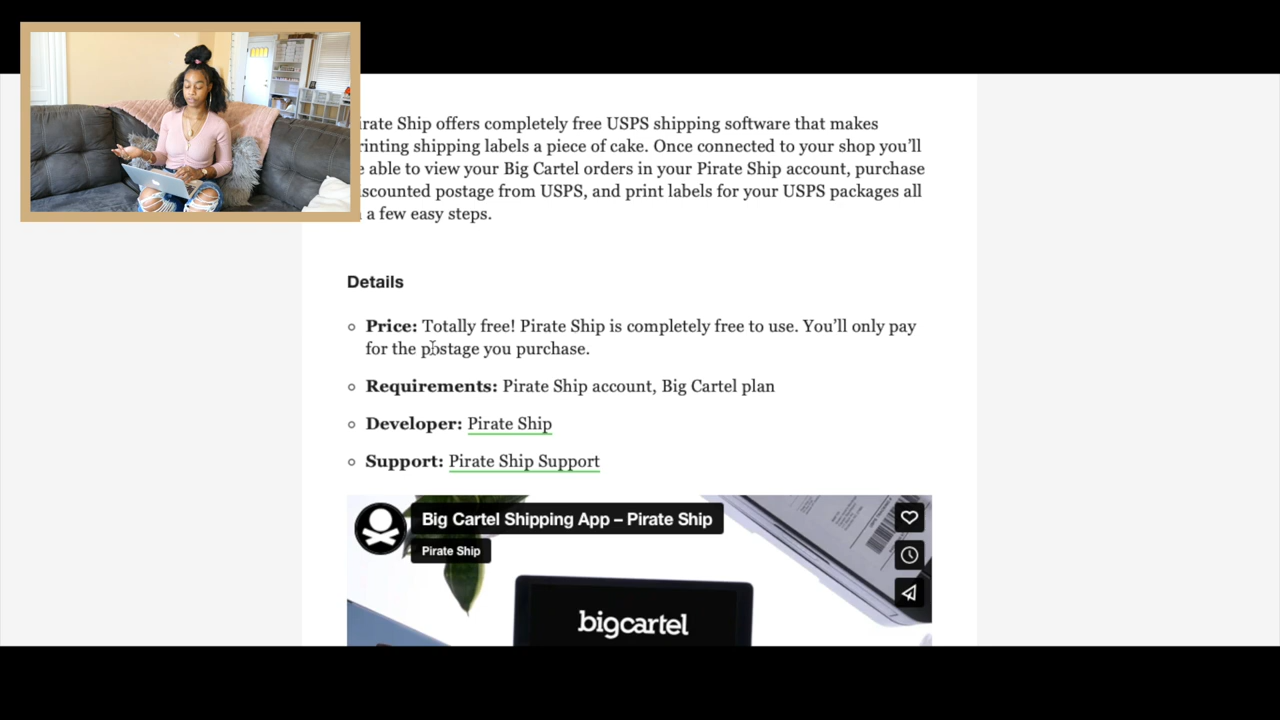 irate Ship offers completely free USPS shipping software that makes
rinting shipping labels a piece of cake. Once connected to your shop you’ll
able to view your Big Cartel orders in your Pirate Ship account, purchase
scounted postage from USPS, and print labels for your USPS packages all
a few easy steps.
Details
Price: Totally free! Pirate Ship is completely free to use. You’ll only pay
for the postage you purchase.
Requirements: Pirate Ship account, Big Cartel plan
Developer: Pirate Ship
Support: Pirate Ship Support
Big Cartel Shipping App – Pirate Ship
Pirate Ship
bigcartel